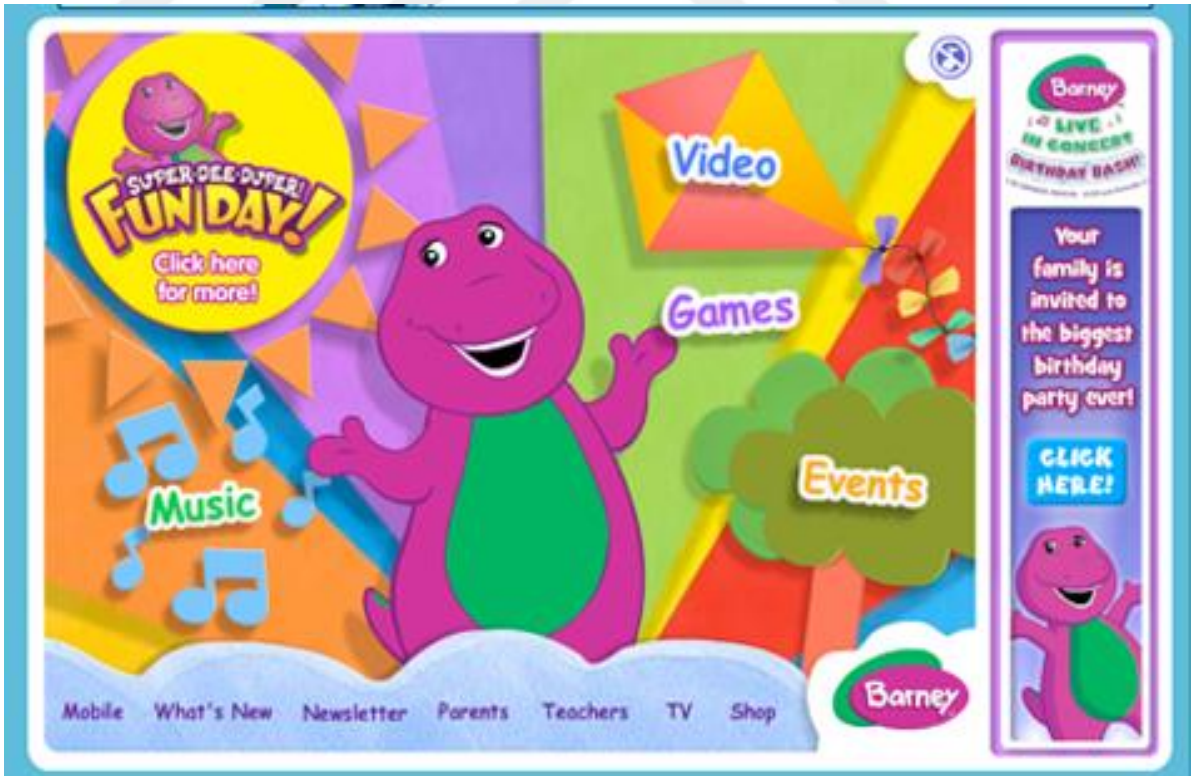 SUPER-DEE-DUPER!
FUN DAY!
Click here
for more!
Video
Games
Music
Events
Mobile What's New Newsletter Parents Teachers TV Shop
Barney
Barney
LIVE
IN CONCERT
BIRTHDAY BASH!
Your
family is
invited to
the biggest
birthday
party ever!
CLICK
HERE!